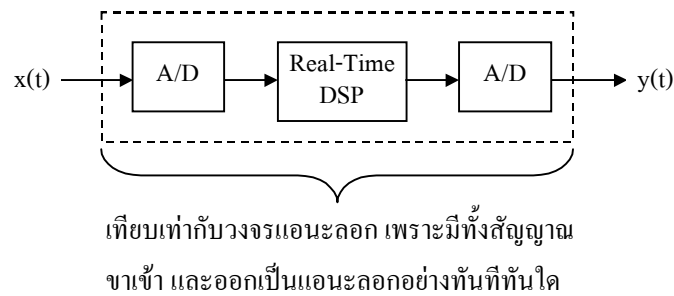 x(t)
A/D
Real-Time
DSP
A/D
y(t)
เทียบเท่ากับวงจรแอนะลอก เพราะมีทั้งสัญญาณ
ขาเข้า และออกเป็นแอนะลอกอย่างทันทีทันใด